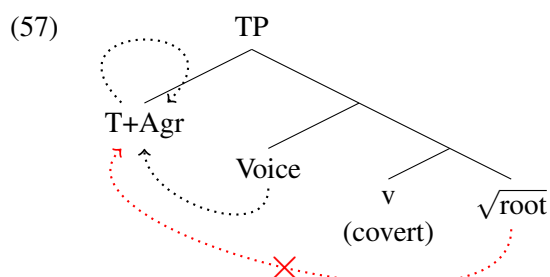 (57) TP
T+Agr
Voice
v √root
(covert)